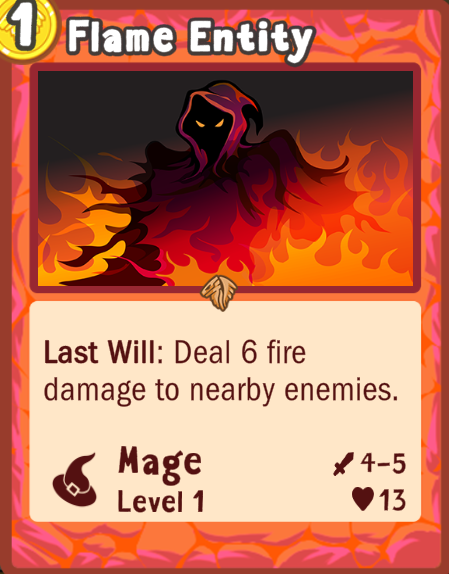 1 Flame Entity
Last Will: Deal 6 fire
damage to nearby enemies.
Mage 4–5
Level 1 13